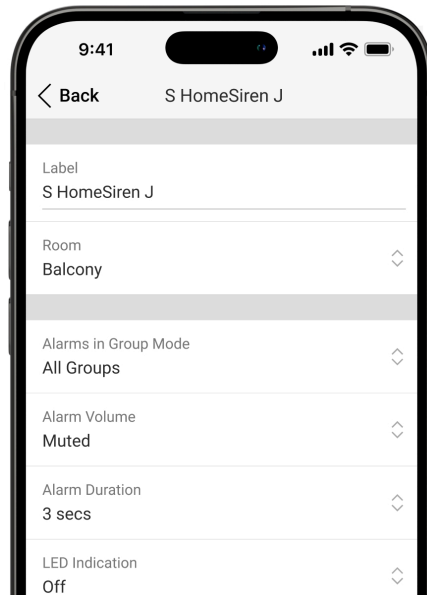 9:41
Back
S HomeSiren J
Label
S HomeSiren J
Room
Balcony
Alarms in Group Mode
All Groups
Alarm Volume
Muted
Alarm Duration
3 secs
LED Indication
Off